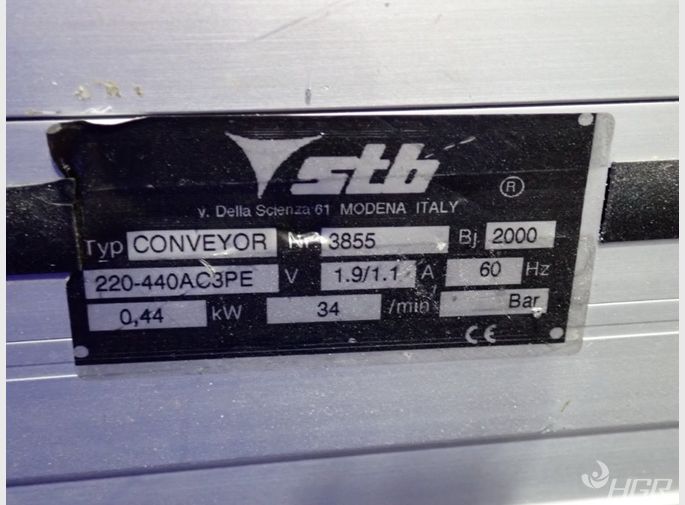 stb
®
v. Della Scienza 61 MODENA ITALY
Typ CONVEYOR Nr 3855 Bj 2000
220-440AC3PE V 1.9/1.1 A 60 Hz
0,44 kW 34 /min Bar
CE
HGR